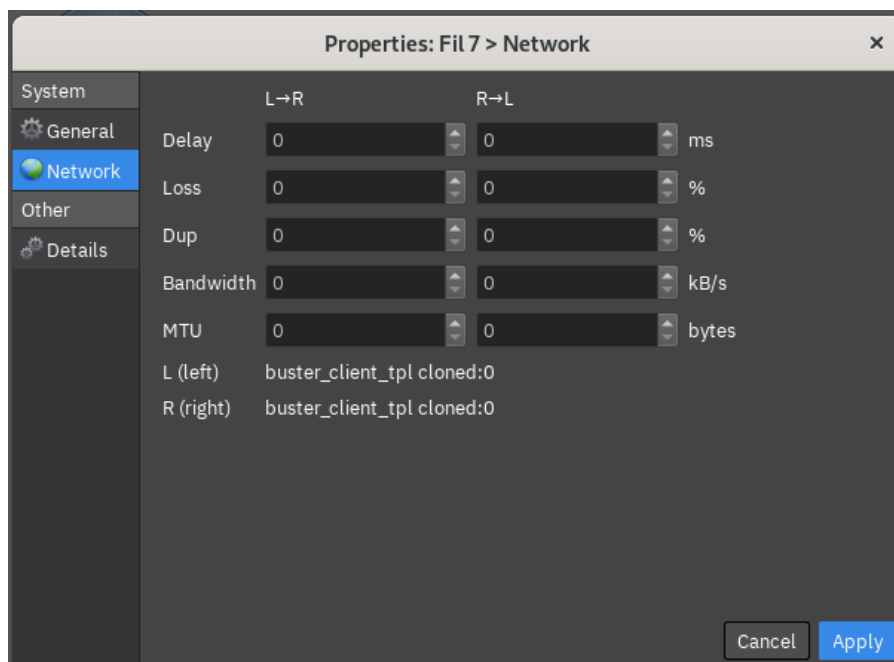 Properties: Fil 7 > Network
System
General
Network
Other
Details
L→R R→L
Delay 0 0 ms
Loss 0 0 %
Dup 0 0 %
Bandwidth 0 0 kB/s
MTU 0 0 bytes
L (left) buster_client_tpl cloned:0
R (right) buster_client_tpl cloned:0
Cancel Apply